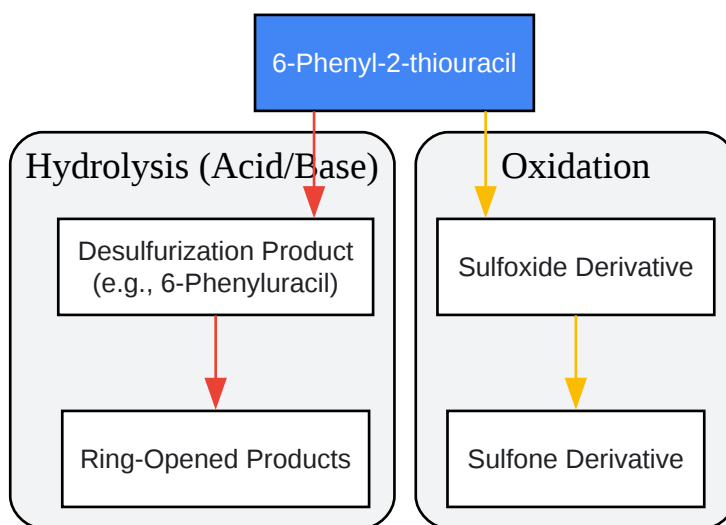 6-Phenyl-2-thiouracil
Hydrolysis (Acid/Base)
Desulfurization Product
(e.g., 6-Phenyluracil)
Ring-Opened Products
Oxidation
Sulfoxide Derivative
Sulfone Derivative